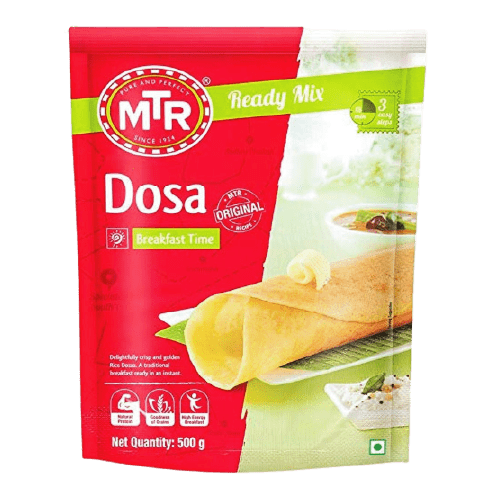 PURE AND PERFECT
MTR
®
SINCE 1924
Ready Mix
3
easy
steps
Dosa
MTR
ORIGINAL
RECIPE
Breakfast Time
Delightfully crisp and golden
Rice Dosas. A traditional
breakfast ready in an instant
Natural
Protein
Goodness
of Grains
High Energy
Breakfast
Net Quantity: 500 g